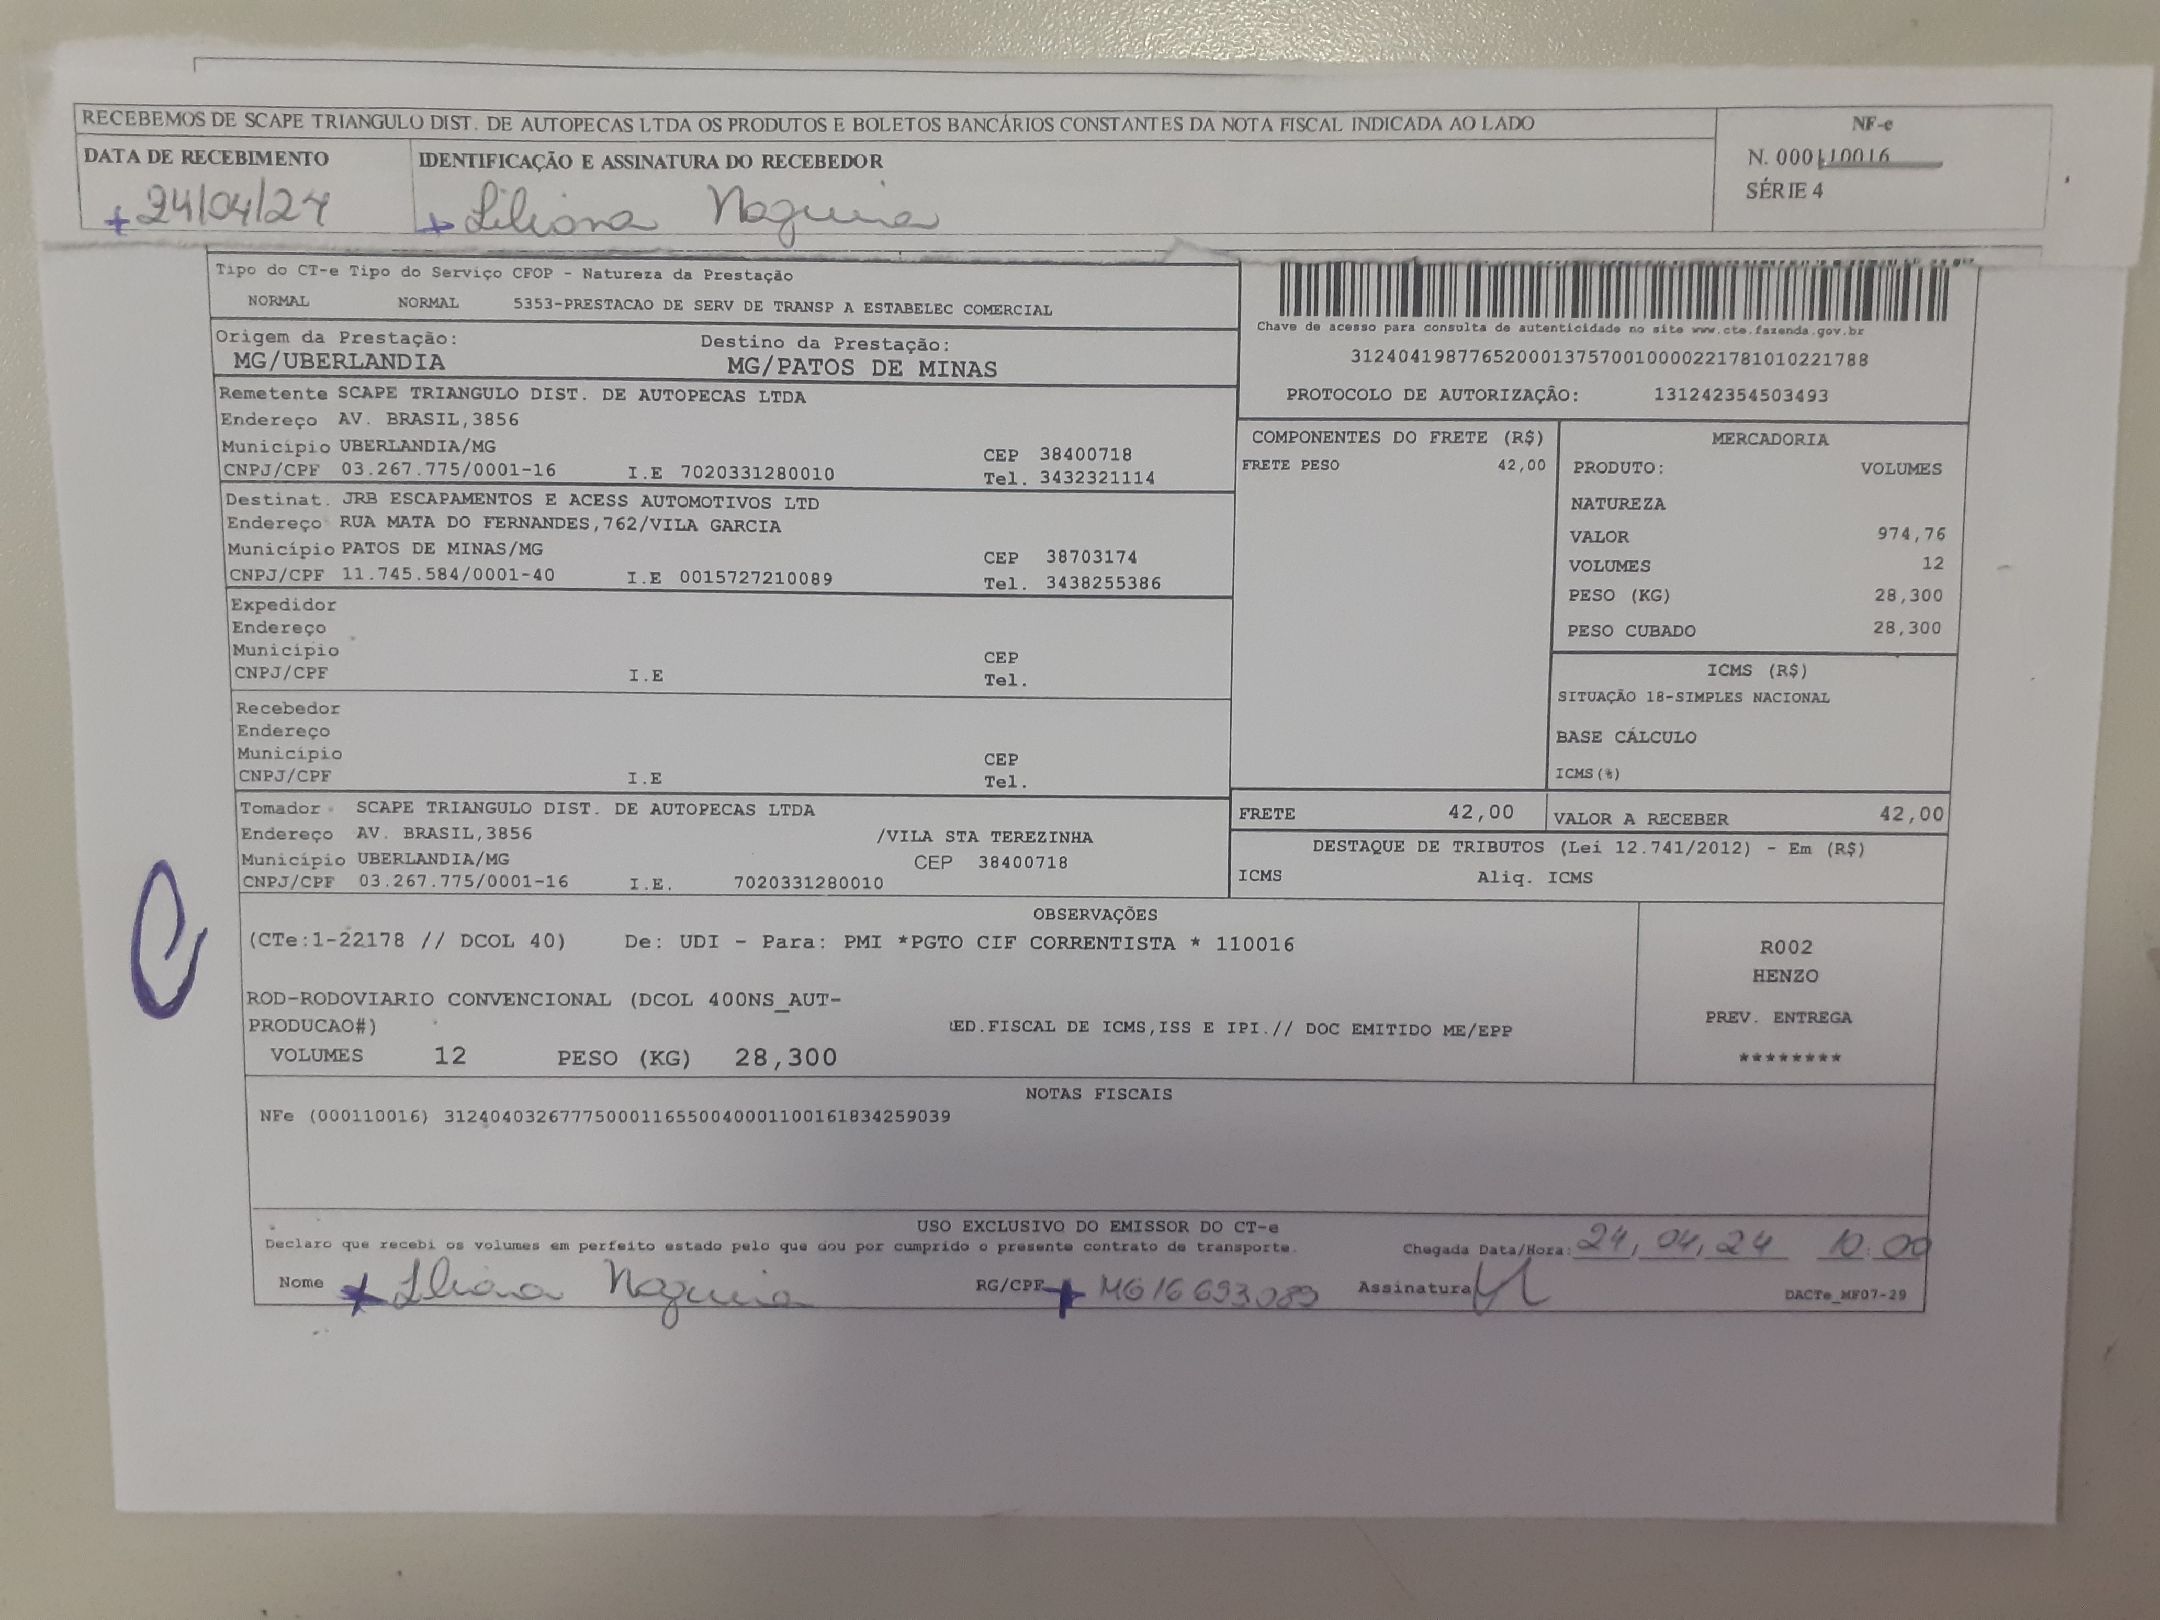 RECEBEMOS DE SCAPE TRIANGULO DIST. DE AUTOPECAS LTDA OS PRODUTOS E BOLETOS BANCÁRIOS CONSTANTES DA NOTA FISCAL INDICADA AO LADO
NF-e
N. 000110016
SÉRIE 4
DATA DE RECEBIMENTO
24/04/24
IDENTIFICAÇÃO E ASSINATURA DO RECEBEDOR
Liliana
Tipo do CT-e Tipo do Serviço CFOP - Natureza da Prestação
NORMAL NORMAL 5353-PRESTACAO DE SERV DE TRANSP A ESTABELEC COMERCIAL
Origem da Prestação: Destino da Prestação:
MG/UBERLANDIA MG/PATOS DE MINAS
Remetente SCAPE TRIANGULO DIST. DE AUTOPECAS LTDA
Endereço AV. BRASIL,3856
Município UBERLANDIA/MG CEP 38400718
CNPJ/CPF 03.267.775/0001-16 I.E 7020331280010 Tel. 3432321114
Destinat. JRB ESCAPAMENTOS E ACESS AUTOMOTIVOS LTD
Endereço RUA MATA DO FERNANDES,762/VILA GARCIA
Município PATOS DE MINAS/MG CEP 38703174
CNPJ/CPF 11.745.584/0001-40 I.E 0015727210089 Tel. 3438255386
Expedidor
Endereço
Município CEP
CNPJ/CPF I.E Tel.
Recebedor
Endereço
Município CEP
CNPJ/CPF I.E Tel.
Tomador SCAPE TRIANGULO DIST. DE AUTOPECAS LTDA
Endereço AV. BRASIL,3856 /VILA STA TEREZINHA
Município UBERLANDIA/MG CEP 38400718
CNPJ/CPF 03.267.775/0001-16 I.E. 7020331280010
Chave de acesso para consulta de autenticidade no site www.cte.fazenda.gov.br
31240419877652000137570010000221781010221788
PROTOCOLO DE AUTORIZAÇÃO: 131242354503493
COMPONENTES DO FRETE (R$)
FRETE PESO 42,00
MERCADORIA
PRODUTO: VOLUMES
NATUREZA
VALOR 974,76
VOLUMES 12
PESO (KG) 28,300
PESO CUBADO 28,300
ICMS (R$)
SITUAÇÃO 18-SIMPLES NACIONAL
BASE CÁLCULO
ICMS(%)
FRETE 42,00 VALOR A RECEBER 42,00
DESTAQUE DE TRIBUTOS (Lei 12.741/2012) - Em (R$)
ICMS Aliq. ICMS
OBSERVAÇÕES
(CTe:1-22178 // DCOL 40) De: UDI - Para: PMI *PGTO CIF CORRENTISTA * 110016
ROD-RODOVIARIO CONVENCIONAL (DCOL 400NS_AUT-
PRODUCAO#) ED.FISCAL DE ICMS,ISS E IPI.// DOC EMITIDO ME/EPP
VOLUMES 12 PESO (KG) 28,300
R002
HENZO
PREV. ENTREGA
********
NOTAS FISCAIS
NFe (000110016) 31240403267775000116550040001100161834259039
USO EXCLUSIVO DO EMISSOR DO CT-e
Declaro que recebi os volumes em perfeito estado pelo que dou por cumprido o presente contrato de transporte. Chegada Data/Hora: 24, 04, 24 10:00
Nome Liliana RG/CPF MG16693089 Assinatura
DACTe_MF07-29